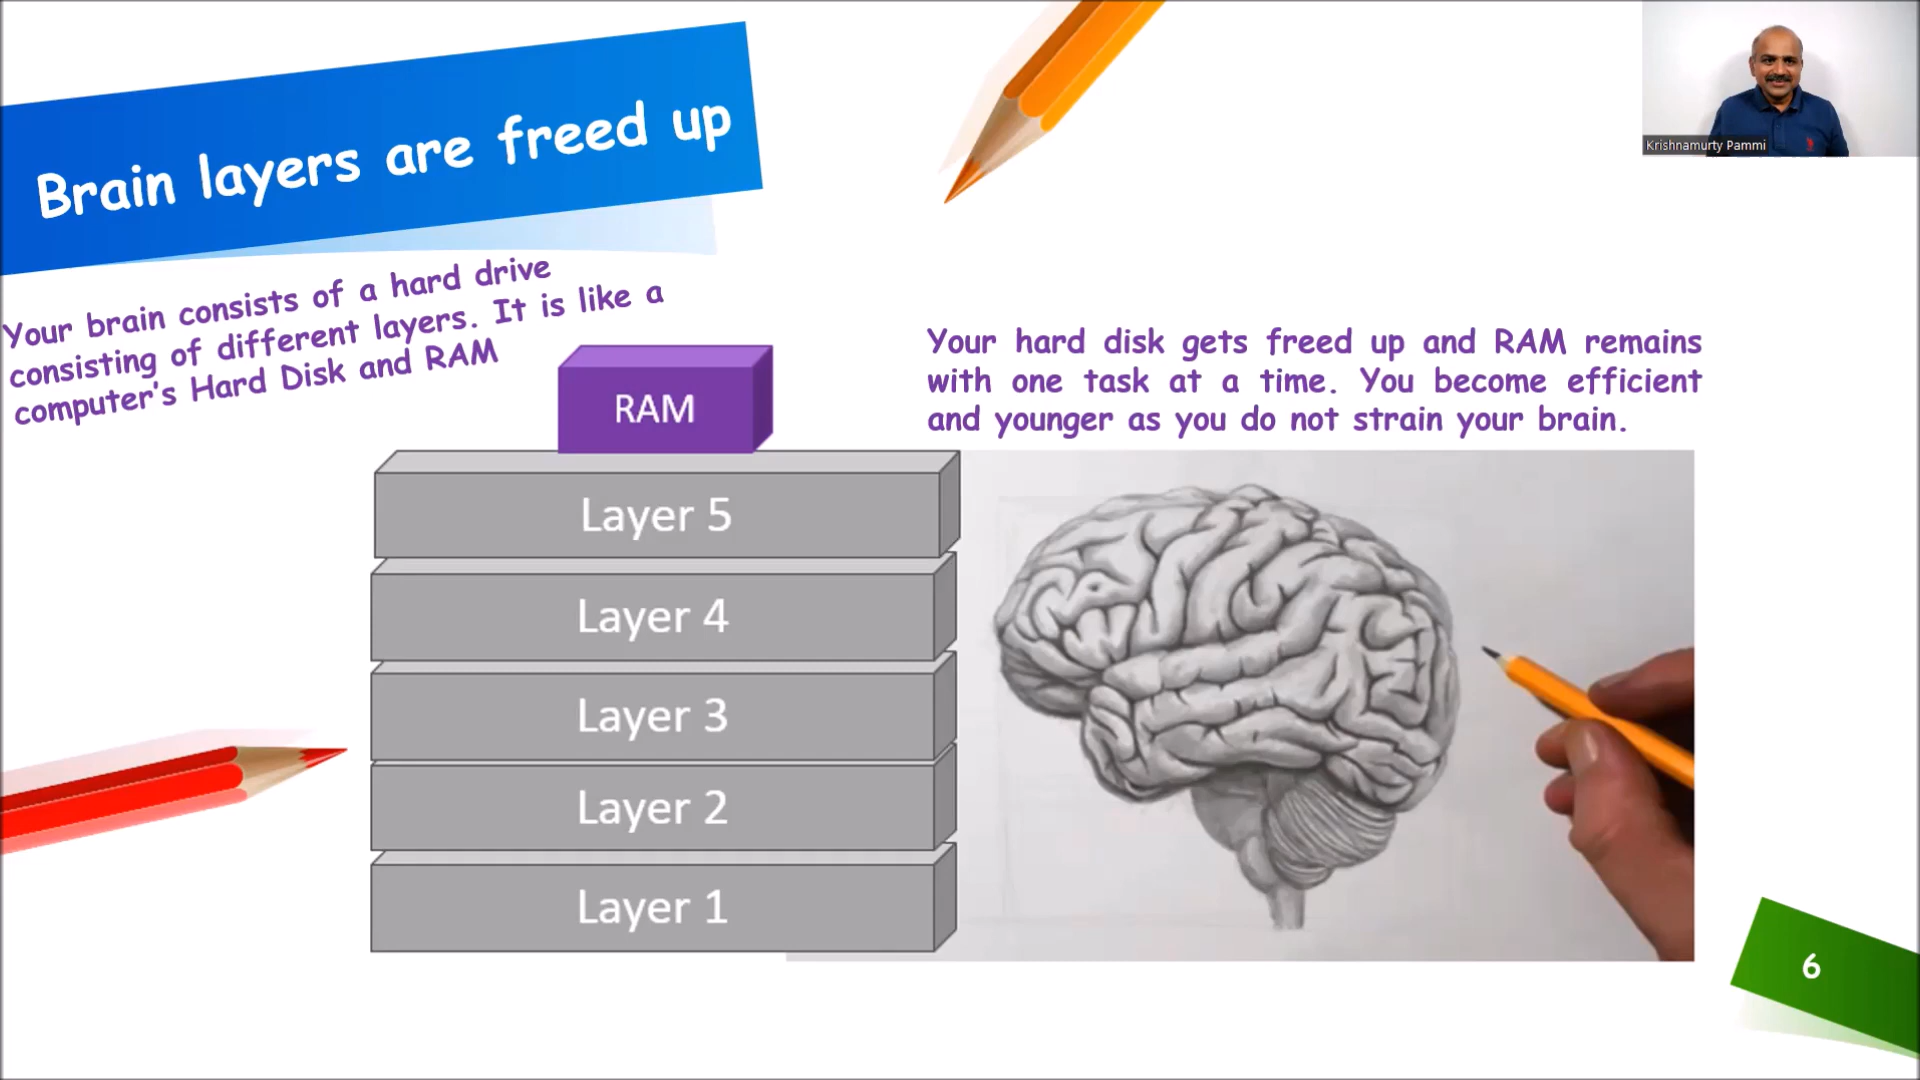 Brain layers are freed up
Krishnamurty Pammi
Your brain consists of a hard drive
consisting of different layers. It is like a
computer's Hard Disk and RAM
Your hard disk gets freed up and RAM remains
with one task at a time. You become efficient
and younger as you do not strain your brain.
RAM
Layer 5
Layer 4
Layer 3
Layer 2
Layer 1
6